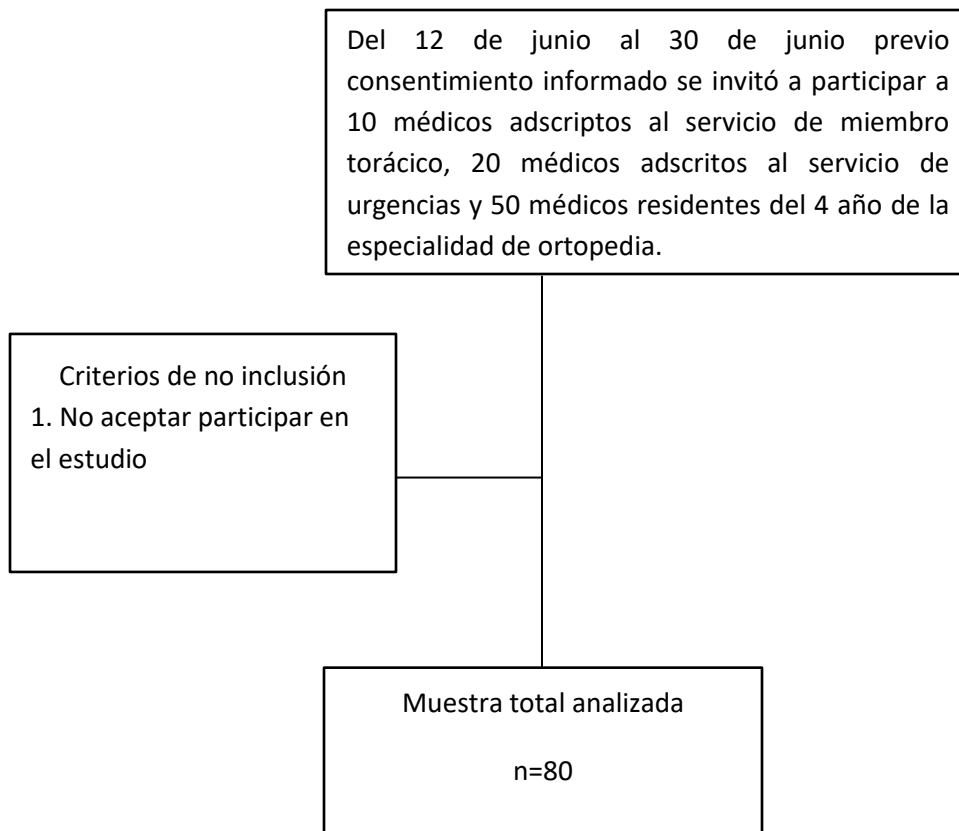 Del 12 de junio al 30 de junio previo
consentimiento informado se invitó a participar a
10 médicos adscriptos al servicio de miembro
torácico, 20 médicos adscritos al servicio de
urgencias y 50 médicos residentes del 4 año de la
especialidad de ortopedia.
Criterios de no inclusión
1. No aceptar participar en
el estudio
Muestra total analizada
n=80